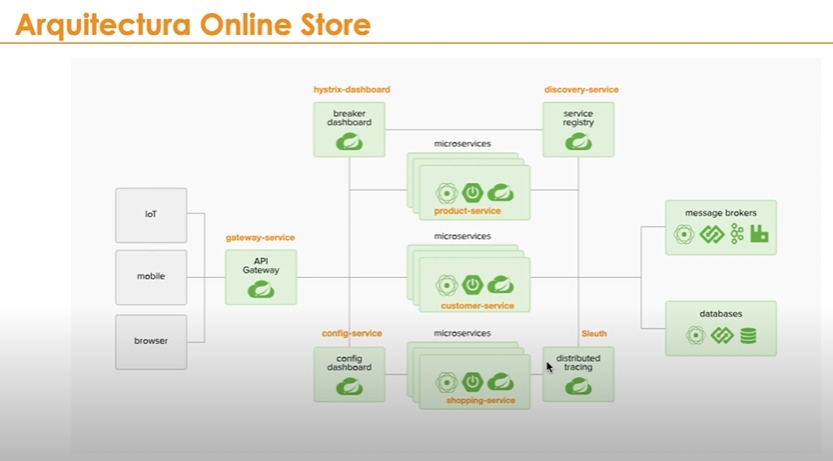 Arquitectura Online Store
hystrix-dashboard
discovery-service
breaker
dashboard
service
registry
microservices
product-service
IoT
mobile
browser
gateway-service
API
Gateway
microservices
customer-service
message brokers
databases
config-service
config
dashboard
microservices
shopping-service
Sleuth
distributed
tracing